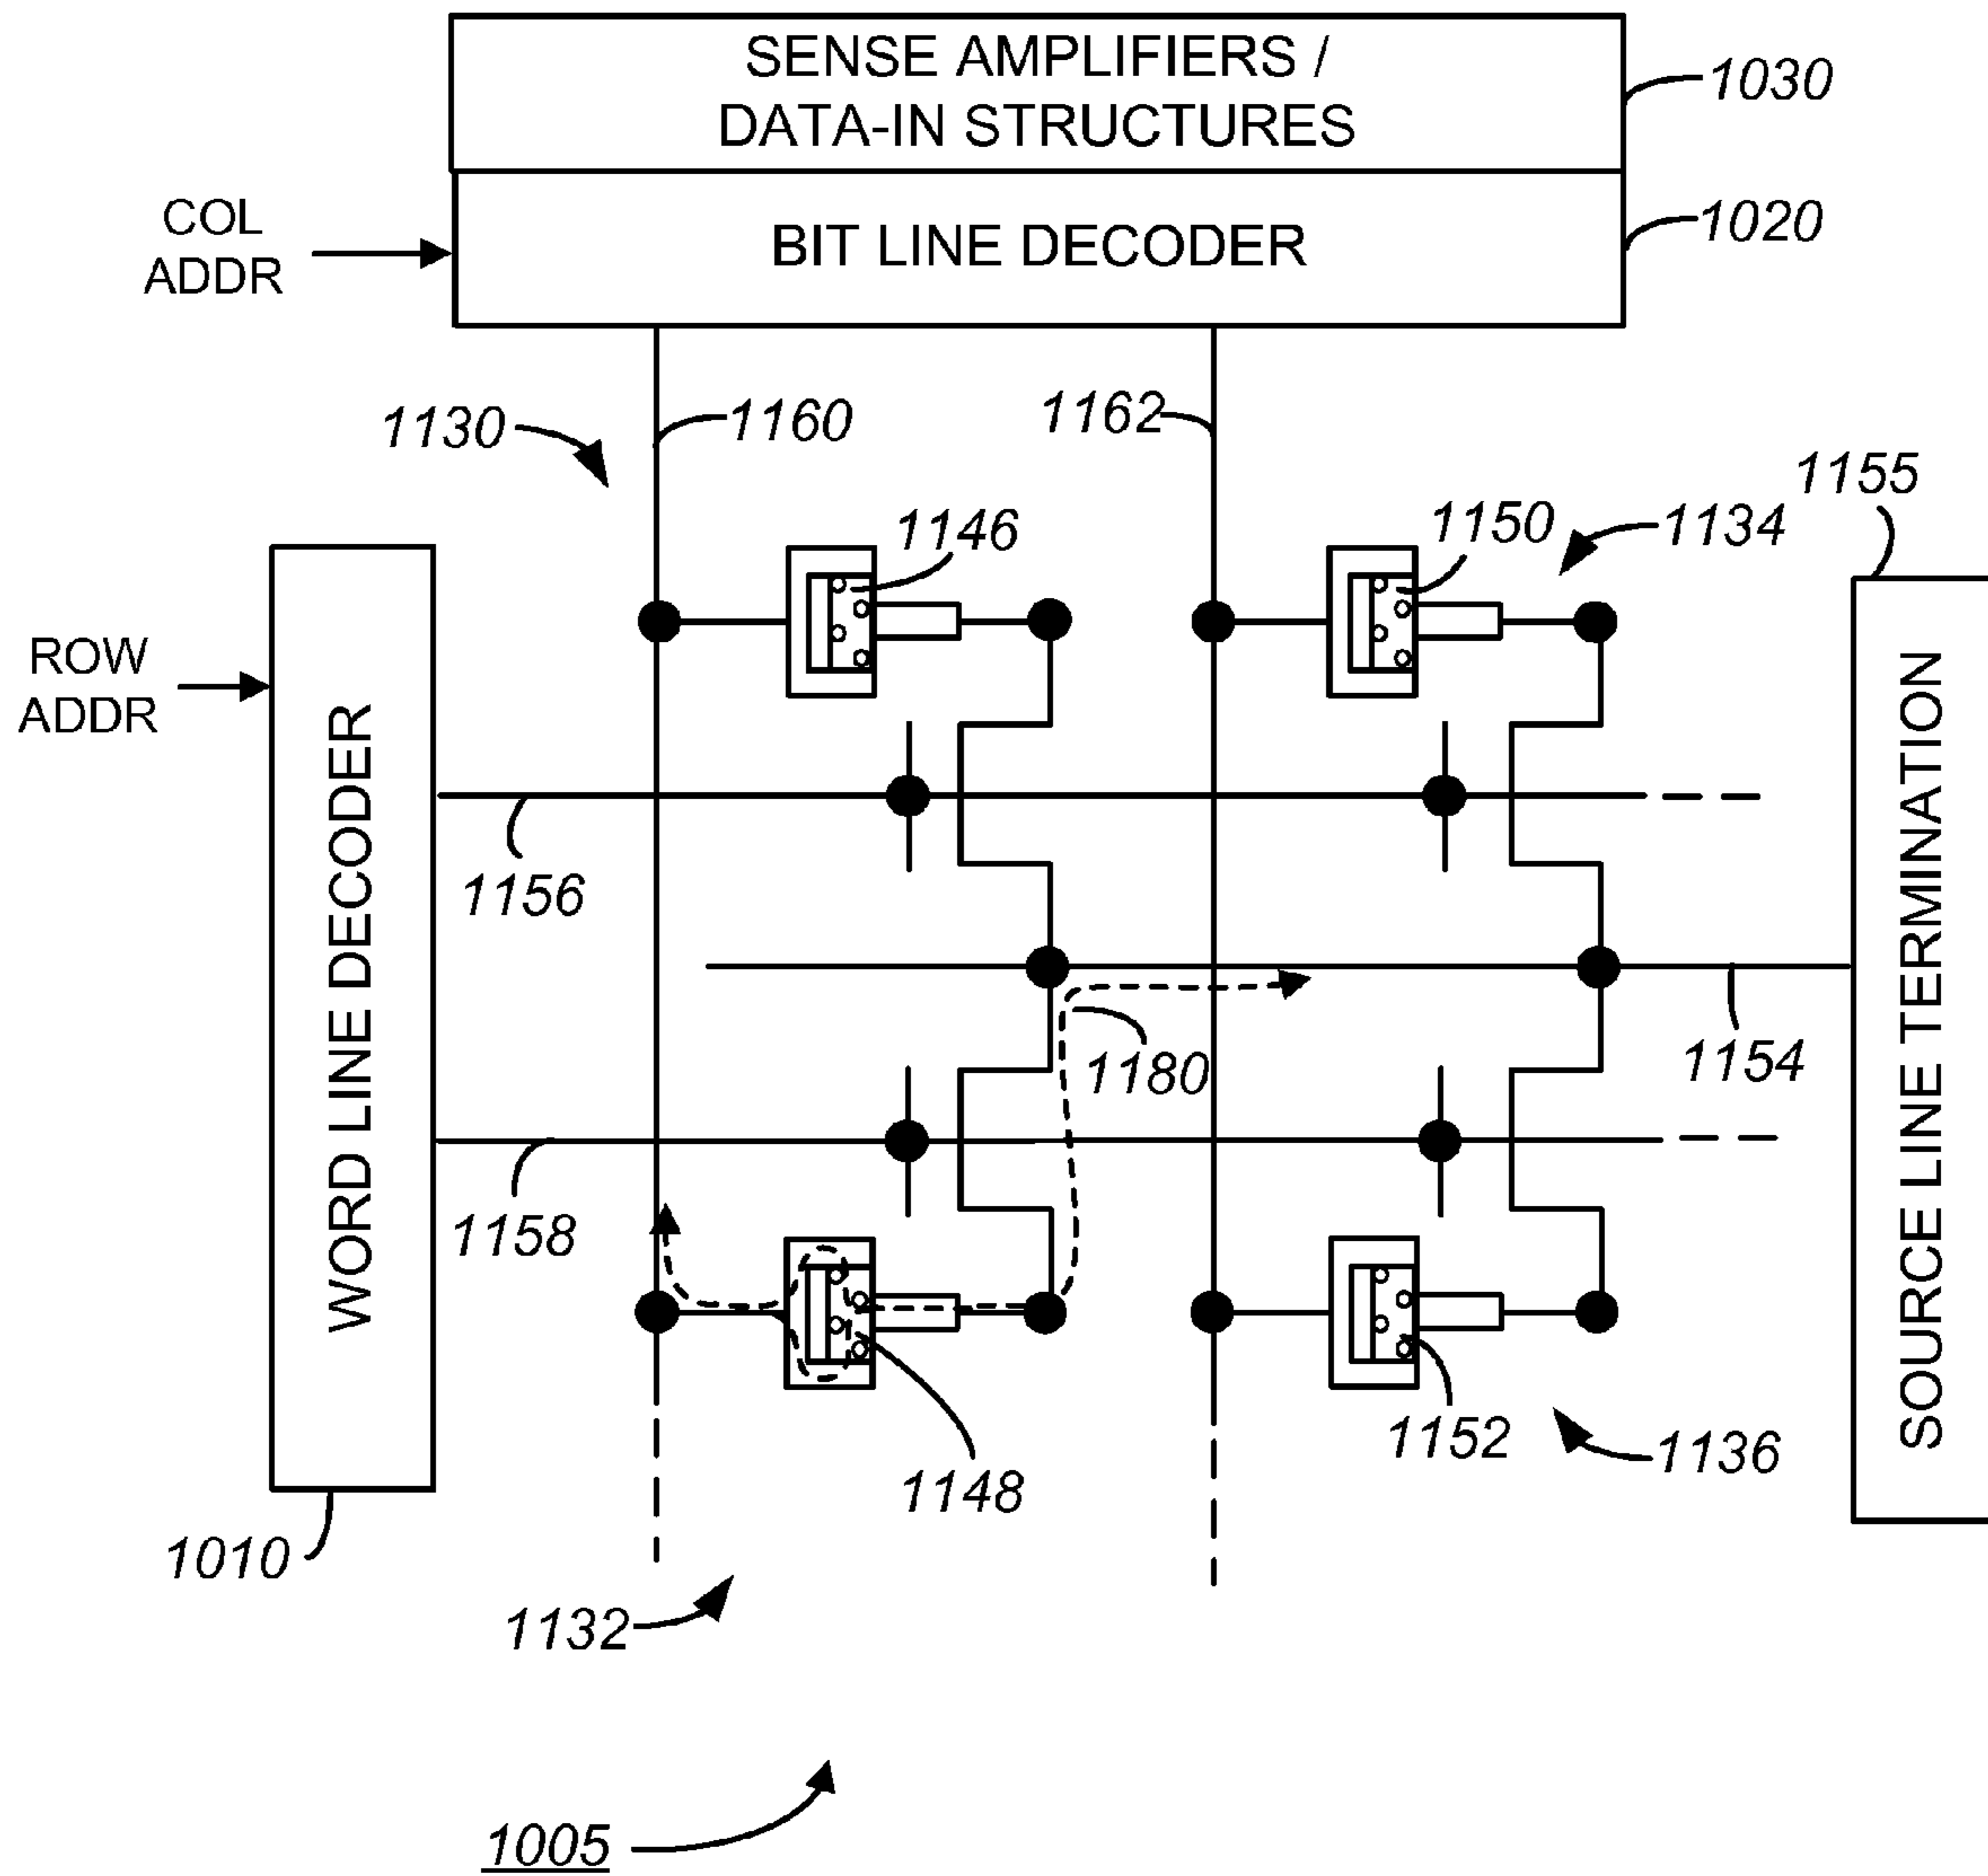 SENSE AMPLIFIERS /
DATA-IN STRUCTURES
1030
COL
ADDR
BIT LINE DECODER
1020
1130
1160
1162
1155
1146
1150
1134
ROW
ADDR
WORD LINE DECODER
SOURCE LINE TERMINATION
1156
1180
1154
1158
1152
1136
1148
1010
1132
1005